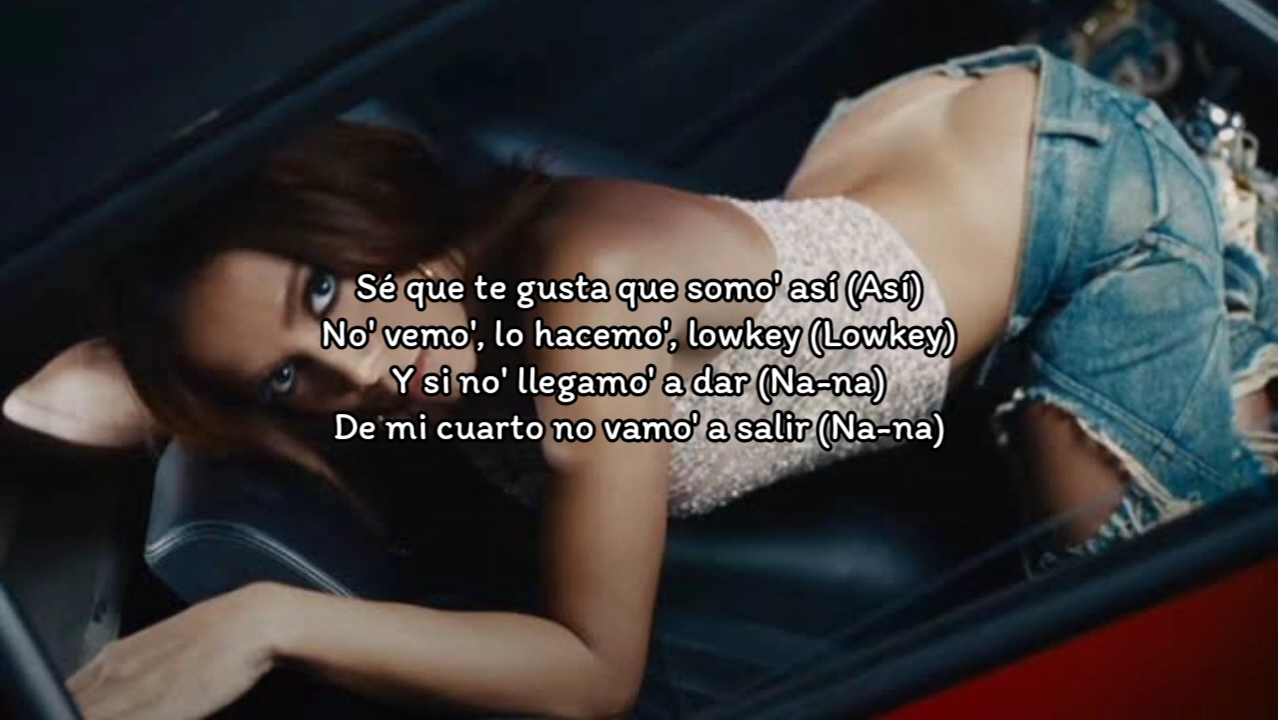 Sé que te gusta que somo' así (Así)
No' vemo', lo hacemo', lowkey (Lowkey)
Y si no' llegamo' a dar (Na-na)
De mi cuarto no vamo' a salir (Na-na)